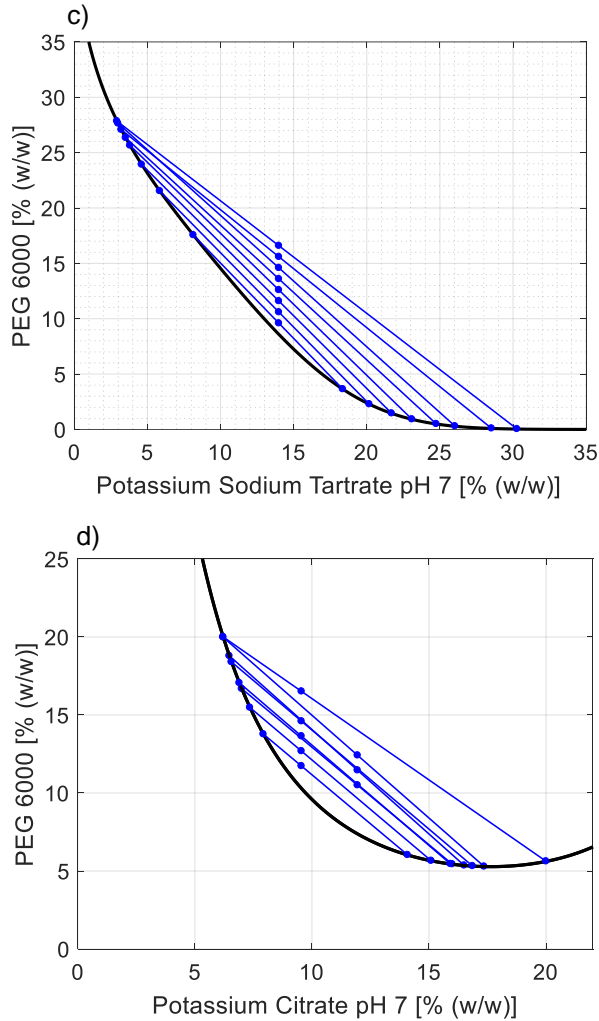 c)
35
30
25
20
15
10
5
0
PEG 6000 [% (w/w)]
0 5 10 15 20 25 30 35
Potassium Sodium Tartrate pH 7 [% (w/w)]
d)
25
20
15
10
5
0
PEG 6000 [% (w/w)]
0 5 10 15 20
Potassium Citrate pH 7 [% (w/w)]